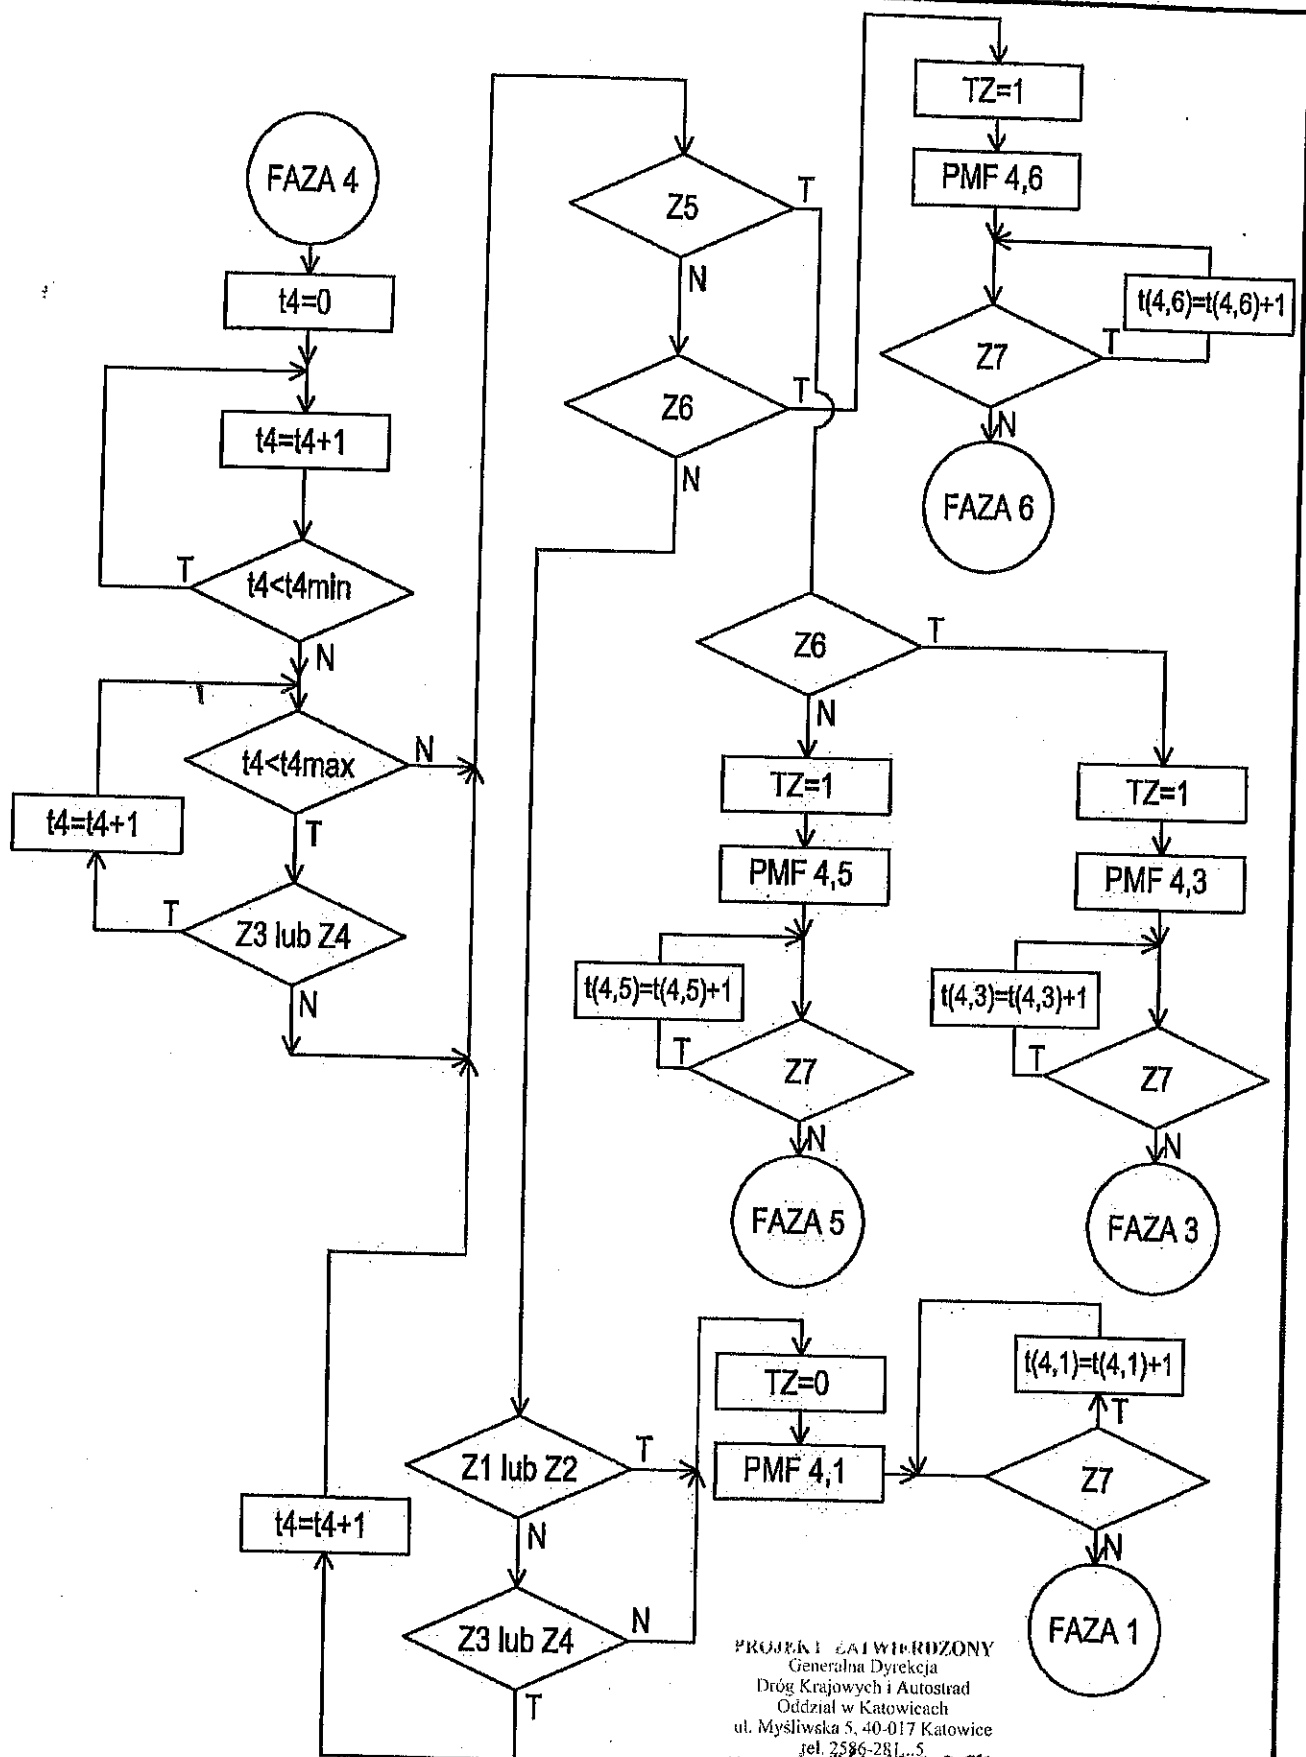 FAZA 4
t4=0
t4=t4+1
t4<t4min
T
N
t4<t4max
N
T
t4=t4+1
Z3 lub Z4
T
N
Z5
T
N
Z6
T
N
TZ=1
PMF 4,6
t(4,6)=t(4,6)+1
Z7
T
N
FAZA 6
Z6
T
N
TZ=1
PMF 4,5
t(4,5)=t(4,5)+1
Z7
T
N
FAZA 5
TZ=1
PMF 4,3
t(4,3)=t(4,3)+1
Z7
T
N
FAZA 3
Z1 lub Z2
T
N
Z3 lub Z4
N
T
t4=t4+1
TZ=0
PMF 4,1
t(4,1)=t(4,1)+1
T
Z7
N
FAZA 1
PROJEKT ZATWIERDZONY
Generalna Dyrekcja
Dróg Krajowych i Autostrad
Oddział w Katowicach
ul. Myśliwska 5, 40-017 Katowice
tel.